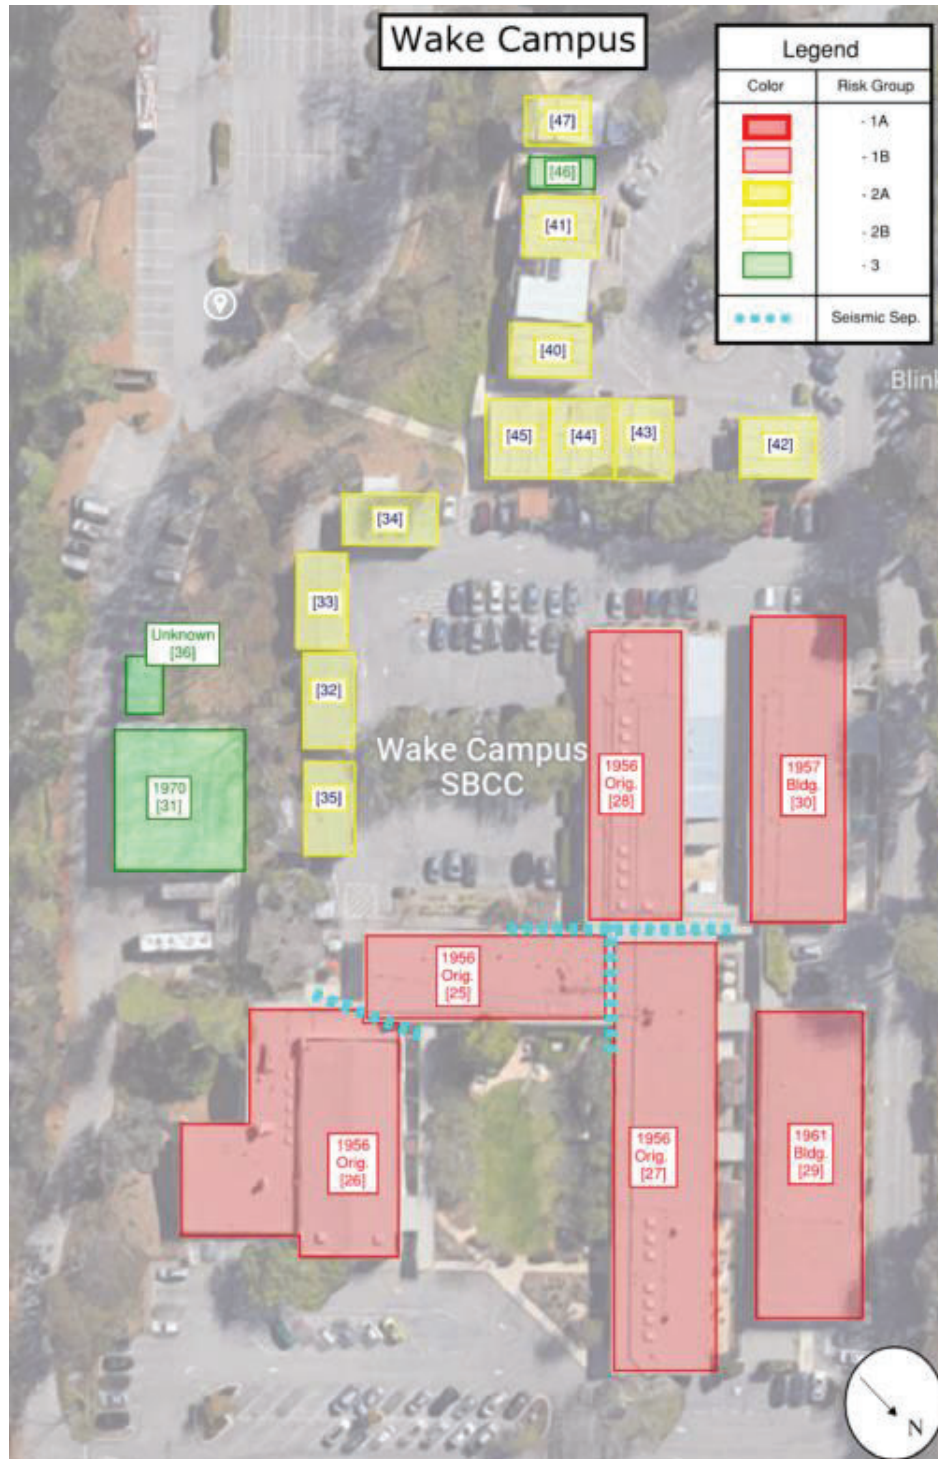 Wake Campus
Legend
Color
Risk Group
- 1A
- 1B
- 2A
- 2B
- 3
Seismic Sep.
[47]
[46]
[41]
[40]
Blink
[45]
[44]
[43]
[42]
[34]
[33]
Unknown
[36]
[32]
Wake Campus
SBCC
1970
[31]
[35]
1956
Orig.
[28]
1957
Bldg.
[30]
1956
Orig.
[25]
1956
Orig.
[26]
1956
Orig.
[27]
1961
Bldg.
[29]
N